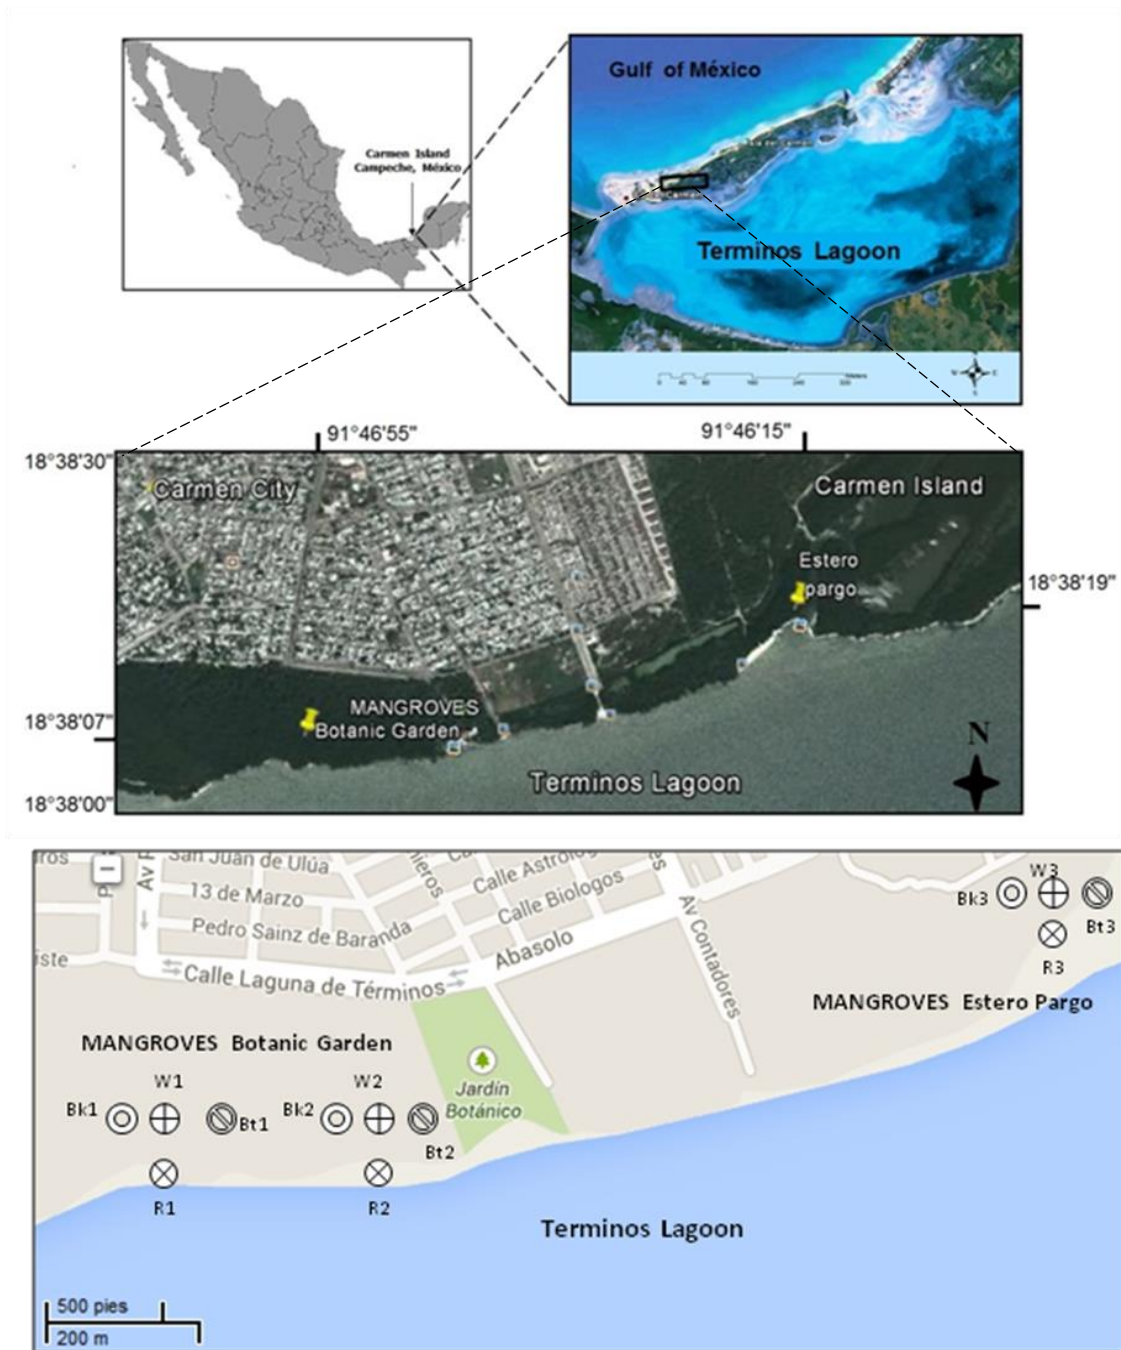 Gulf of México
Carmen Island
Campeche, México
Terminos Lagoon
N
E
S
91°46'55"
91°46'15"
18°38'30"
Carmen City
Carmen Island
Estero
pargo
18°38'19"
MANGROVES
Botanic Garden
18°38'07"
N
Terminos Lagoon
18°38'00"
San Juan de Ulúa
Av
13 de Marzo
Calle Biologos
Pedro Sainz de Baranda
Abasolo
Av Contadores
Calle Laguna de Términos
W3
Bk3
Bt3
R3
MANGROVES Estero Pargo
MANGROVES Botanic Garden
W1
W2
Jardín
Botánico
Bk1
Bt1
Bk2
Bt2
R1
R2
Terminos Lagoon
500 pies
200 m